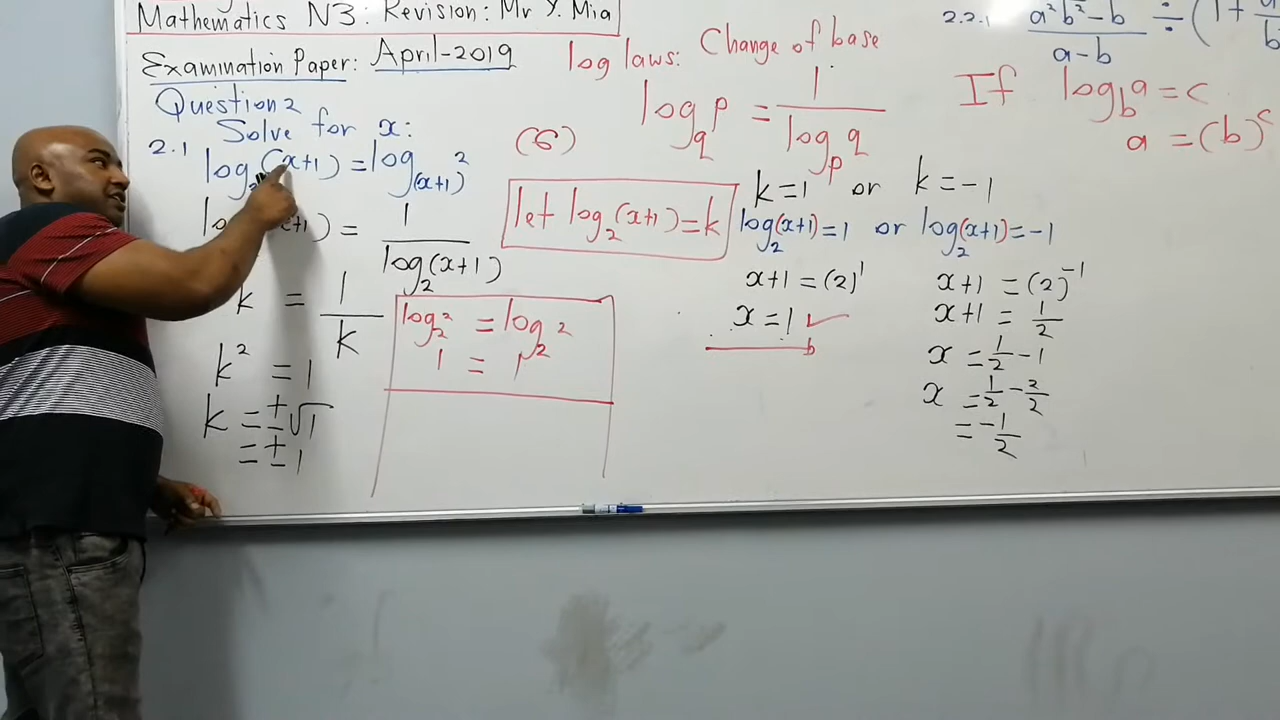 Mathematics N3: Revision: Mr Y. Mia
Examination Paper: April-2019
Question 2
Solve for x:
2.1 log₂(x+1) = log₍ₓ₊₁₎ 2
(6)
x+1) = 1/log₂(x+1)
k = 1/k
k² = 1
k = ±√1
= ±1
let log₂(x+1) = k
log₂2 = log₂2
1 = 1
log laws: Change of base
log_q p = 1/log_p q
k = 1 or k = -1
log₂(x+1) = 1 or log₂(x+1) = -1
x+1 = (2)¹
x = 1 ✓
x+1 = (2)⁻¹
x+1 = 1/2
x = 1/2 - 1
x = 1/2 - 2/2
= -1/2
2.2.1 a²b² - b / a-b ÷ (1 +
If log_b a = c
a = (b)^c